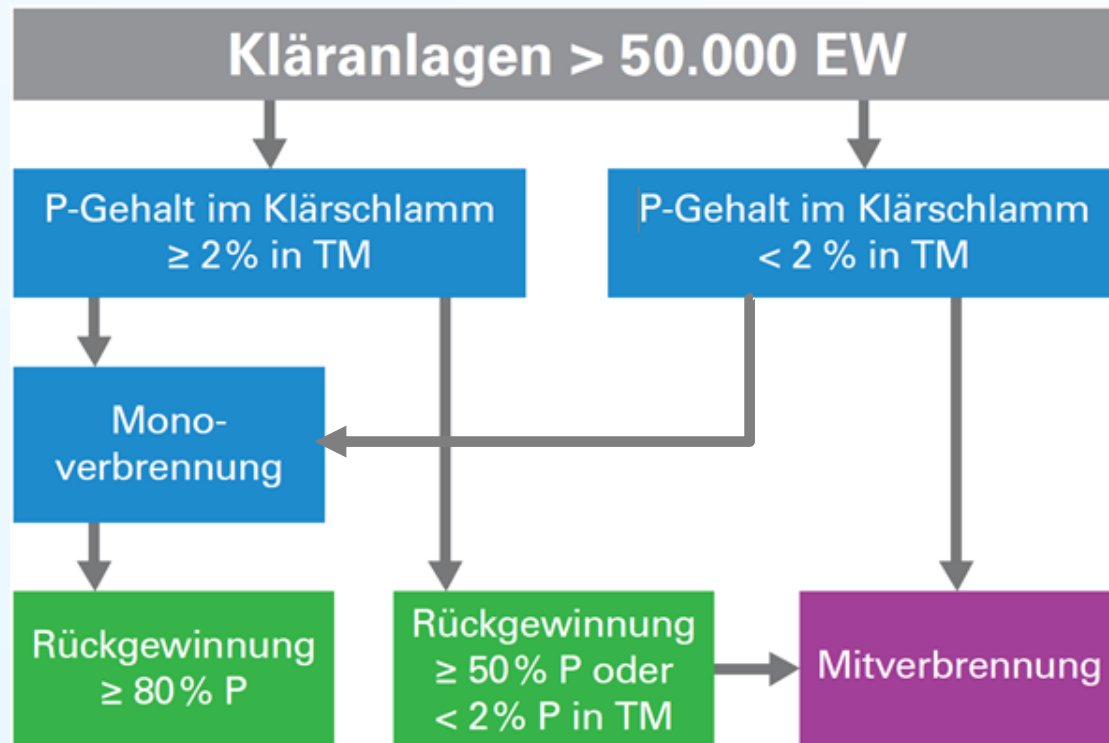 Kläranlagen > 50.000 EW
P-Gehalt im Klärschlamm
≥ 2% in TM
P-Gehalt im Klärschlamm
< 2 % in TM
Mono-
verbrennung
Rückgewinnung
≥ 80% P
Rückgewinnung
≥ 50% P oder
< 2% P in TM
Mitverbrennung